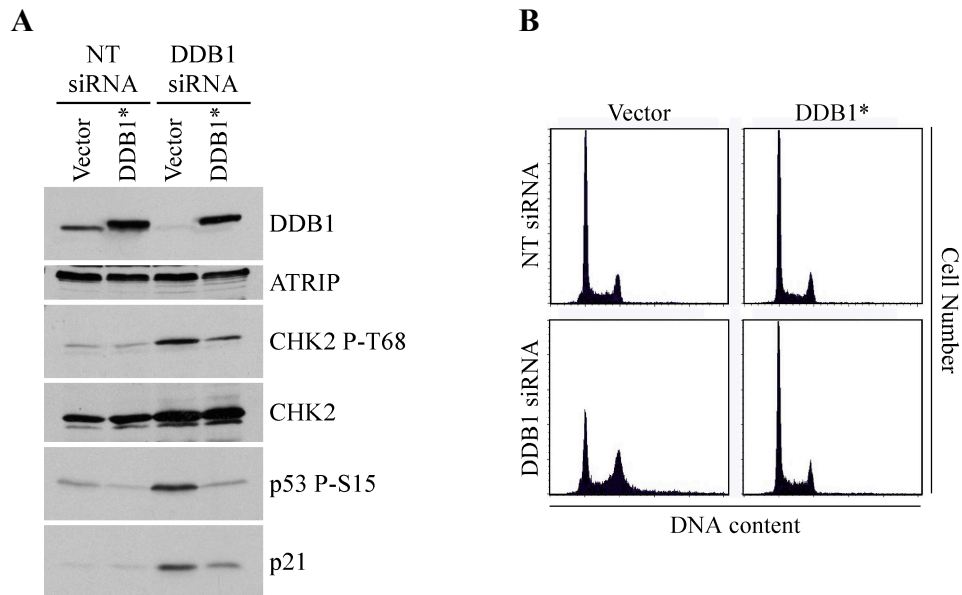 A
NT siRNA
DDB1 siRNA
Vector
DDB1*
Vector
DDB1*
DDB1
ATRIP
CHK2 P-T68
CHK2
p53 P-S15
p21
B
Vector
DDB1*
NT siRNA
DDB1 siRNA
Cell Number
DNA content